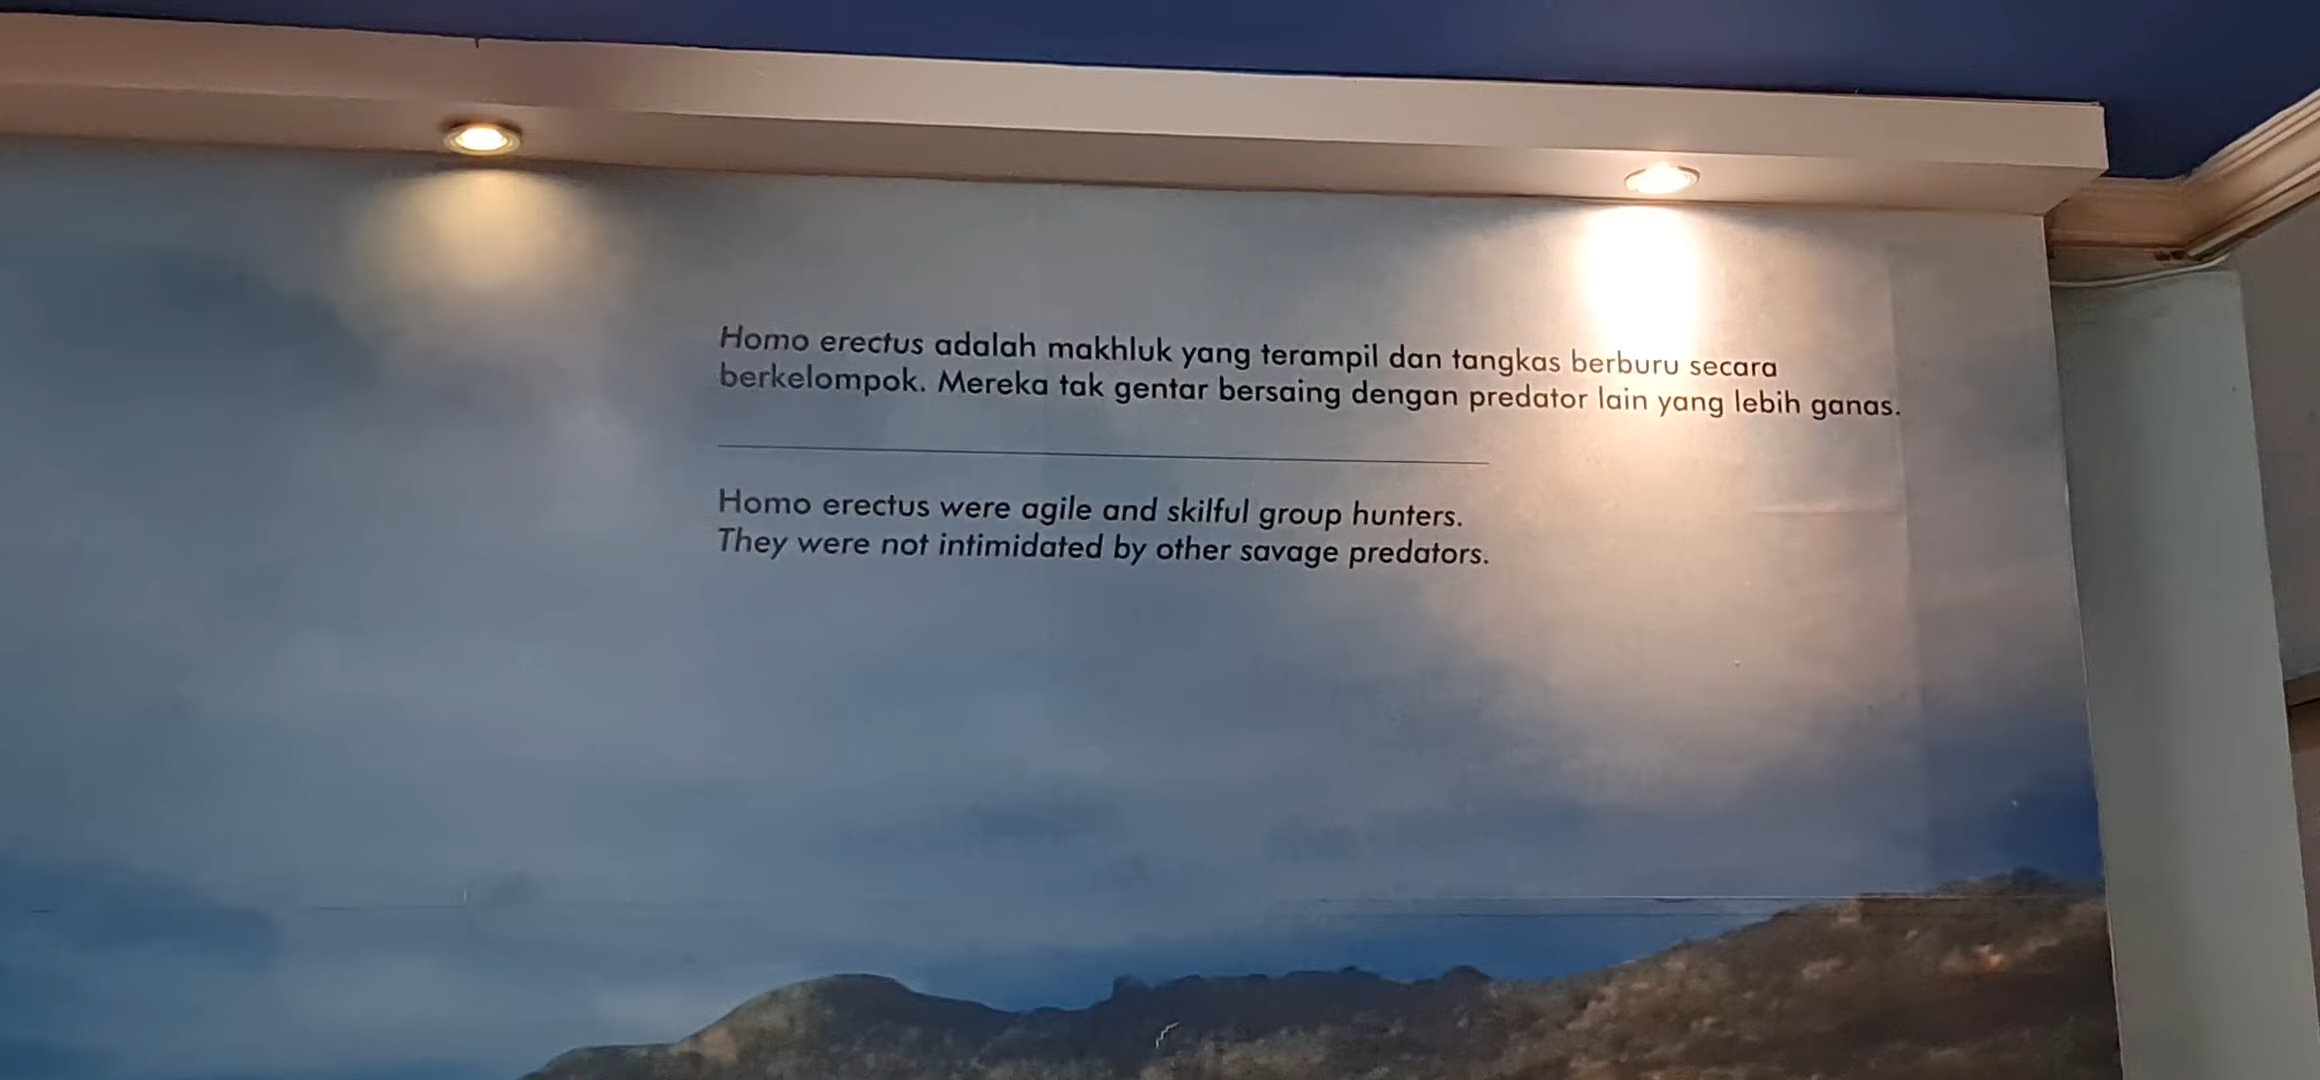 Homo erectus adalah makhluk yang terampil dan tangkas berburu secara
berkelompok. Mereka tak gentar bersaing dengan predator lain yang lebih ganas.
Homo erectus were agile and skilful group hunters.
They were not intimidated by other savage predators.